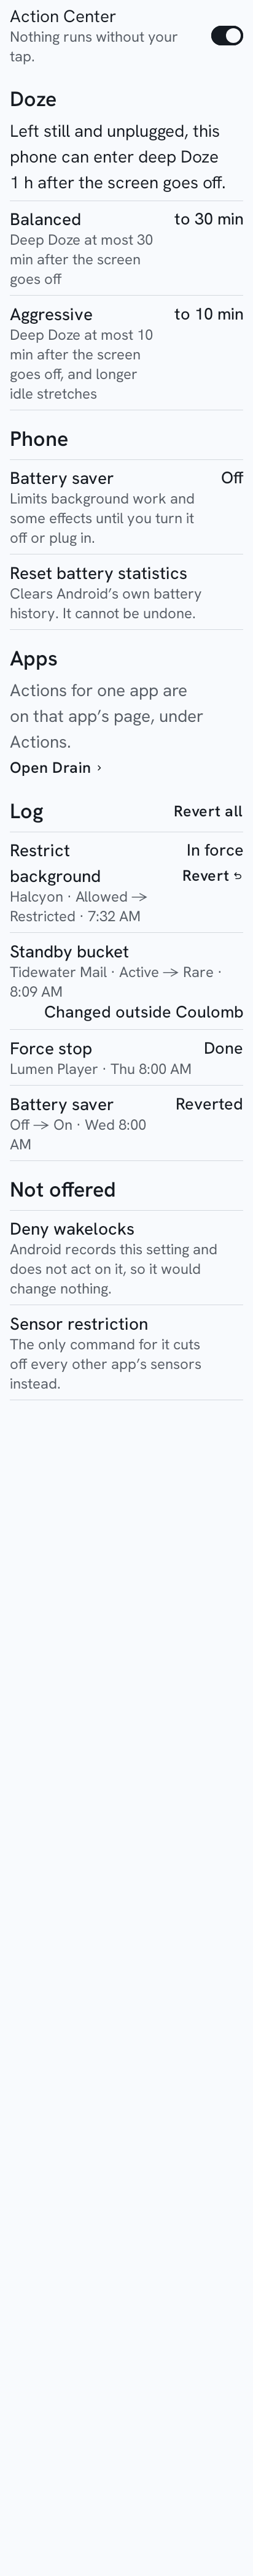 Action Center
Nothing runs without your
tap.
Doze
Left still and unplugged, this
phone can enter deep Doze
1 h after the screen goes off.
Balanced
to 30 min
Deep Doze at most 30
min after the screen
goes off
Aggressive
to 10 min
Deep Doze at most 10
min after the screen
goes off, and longer
idle stretches
Phone
Battery saver
Off
Limits background work and
some effects until you turn it
off or plug in.
Reset battery statistics
Clears Android’s own battery
history. It cannot be undone.
Apps
Actions for one app are
on that app’s page, under
Actions.
Open Drain ›
Log
Revert all
Restrict
background
In force
Revert
Halcyon · Allowed →
Restricted · 7:32 AM
Standby bucket
Tidewater Mail · Active → Rare ·
8:09 AM
Changed outside Coulomb
Force stop
Done
Lumen Player · Thu 8:00 AM
Battery saver
Reverted
Off → On · Wed 8:00
AM
Not offered
Deny wakelocks
Android records this setting and
does not act on it, so it would
change nothing.
Sensor restriction
The only command for it cuts
off every other app’s sensors
instead.